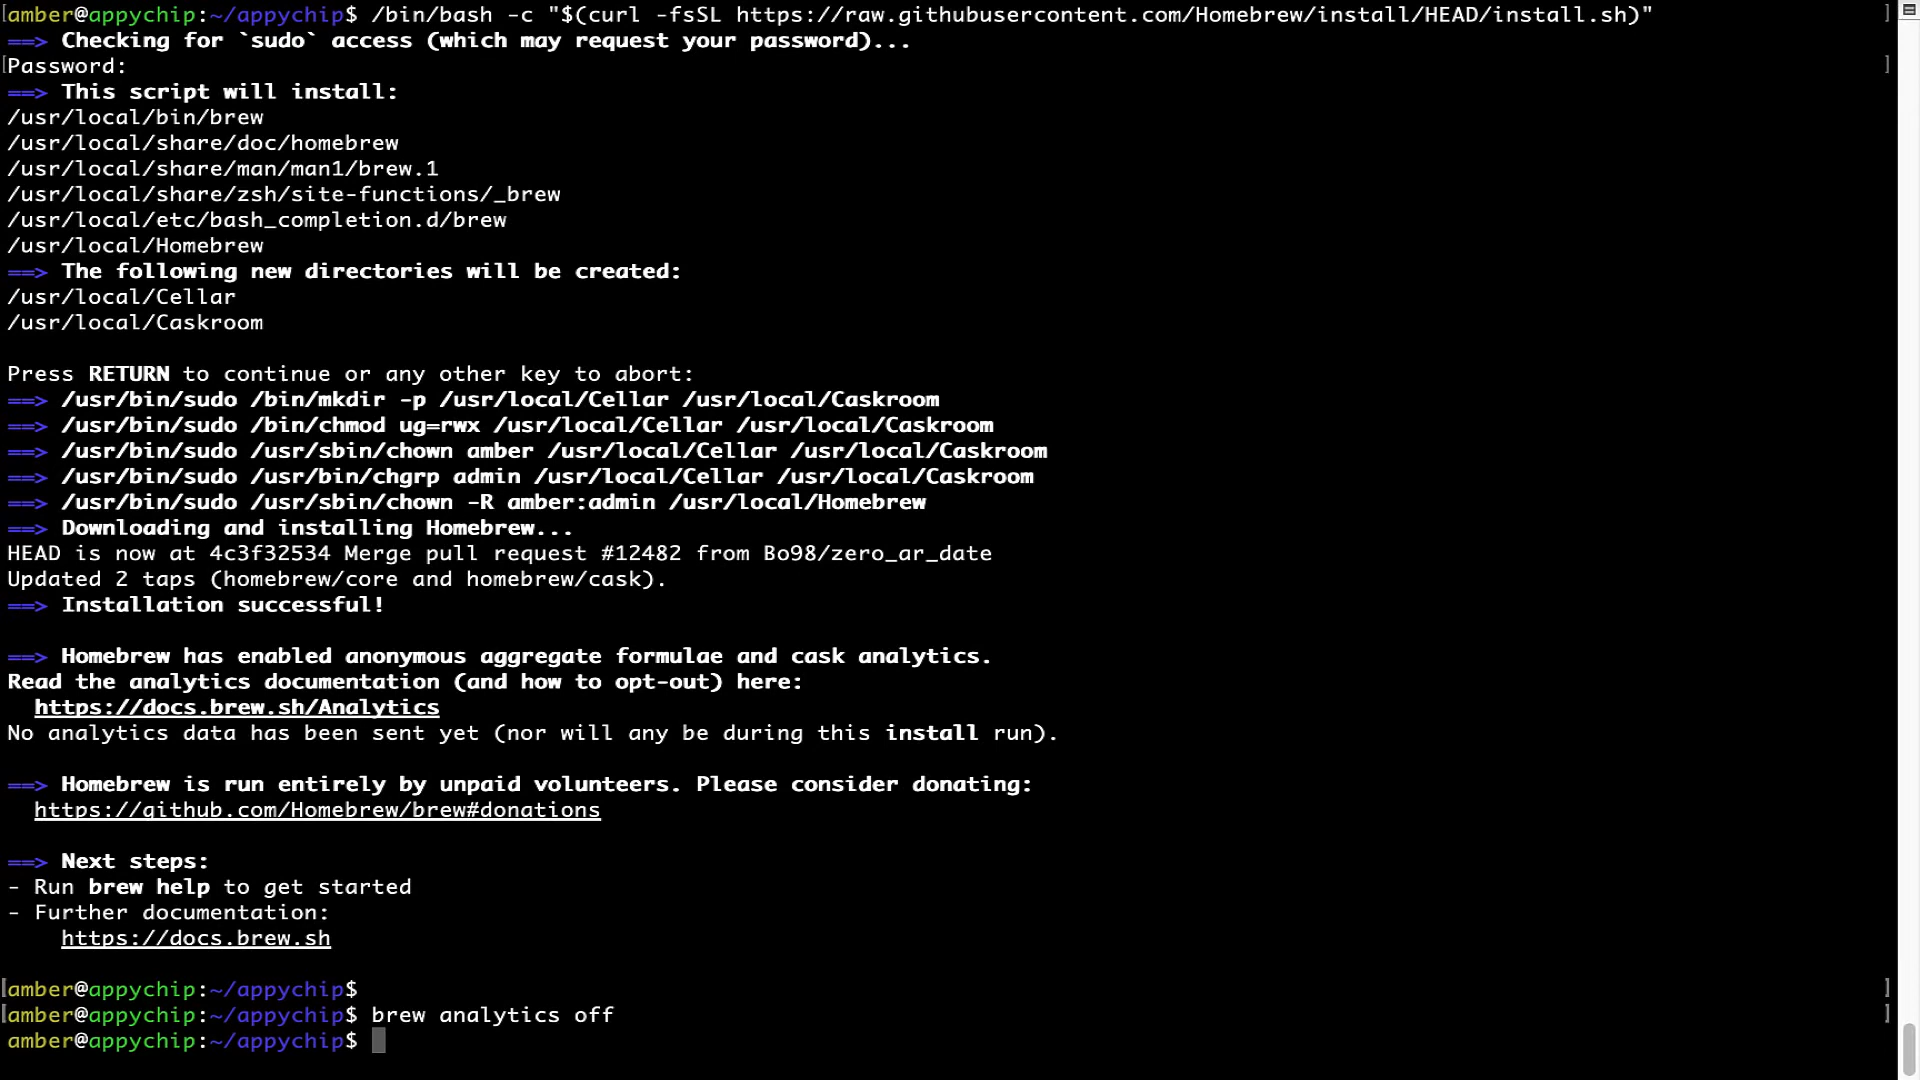 [amber@appychip:~/appychip$ /bin/bash -c "$(curl -fsSL https://raw.githubusercontent.com/Homebrew/install/HEAD/install.sh)" ]
==> Checking for `sudo` access (which may request your password)...
[Password: ]
==> This script will install:
/usr/local/bin/brew
/usr/local/share/doc/homebrew
/usr/local/share/man/man1/brew.1
/usr/local/share/zsh/site-functions/_brew
/usr/local/etc/bash_completion.d/brew
/usr/local/Homebrew
==> The following new directories will be created:
/usr/local/Cellar
/usr/local/Caskroom
Press RETURN to continue or any other key to abort:
==> /usr/bin/sudo /bin/mkdir -p /usr/local/Cellar /usr/local/Caskroom
==> /usr/bin/sudo /bin/chmod ug=rwx /usr/local/Cellar /usr/local/Caskroom
==> /usr/bin/sudo /usr/sbin/chown amber /usr/local/Cellar /usr/local/Caskroom
==> /usr/bin/sudo /usr/bin/chgrp admin /usr/local/Cellar /usr/local/Caskroom
==> /usr/bin/sudo /usr/sbin/chown -R amber:admin /usr/local/Homebrew
==> Downloading and installing Homebrew...
HEAD is now at 4c3f32534 Merge pull request #12482 from Bo98/zero_ar_date
Updated 2 taps (homebrew/core and homebrew/cask).
==> Installation successful!
==> Homebrew has enabled anonymous aggregate formulae and cask analytics.
Read the analytics documentation (and how to opt-out) here:
https://docs.brew.sh/Analytics
No analytics data has been sent yet (nor will any be during this install run).
==> Homebrew is run entirely by unpaid volunteers. Please consider donating:
https://github.com/Homebrew/brew#donations
==> Next steps:
- Run brew help to get started
- Further documentation:
https://docs.brew.sh
[amber@appychip:~/appychip$ ]
[amber@appychip:~/appychip$ brew analytics off ]
amber@appychip:~/appychip$